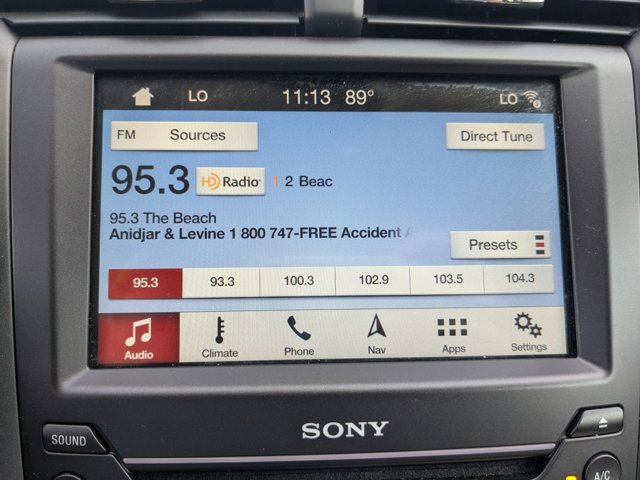 LO 11:13 89° LO
FM Sources Direct Tune
95.3 HD Radio 1 2 Beac
95.3 The Beach
Anidjar & Levine 1 800 747-FREE Accident A
Presets
95.3 93.3 100.3 102.9 103.5 104.3
Audio Climate Phone Nav Apps Settings
SONY
SOUND
A/C